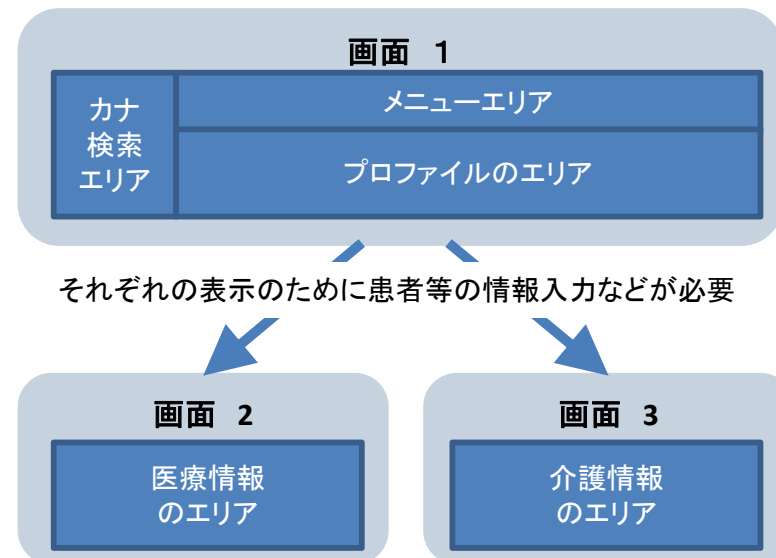 画面 1
カナ
検索
エリア
メニューエリア
プロファイルのエリア
それぞれの表示のために患者等の情報入力などが必要
画面 2
医療情報
のエリア
画面 3
介護情報
のエリア